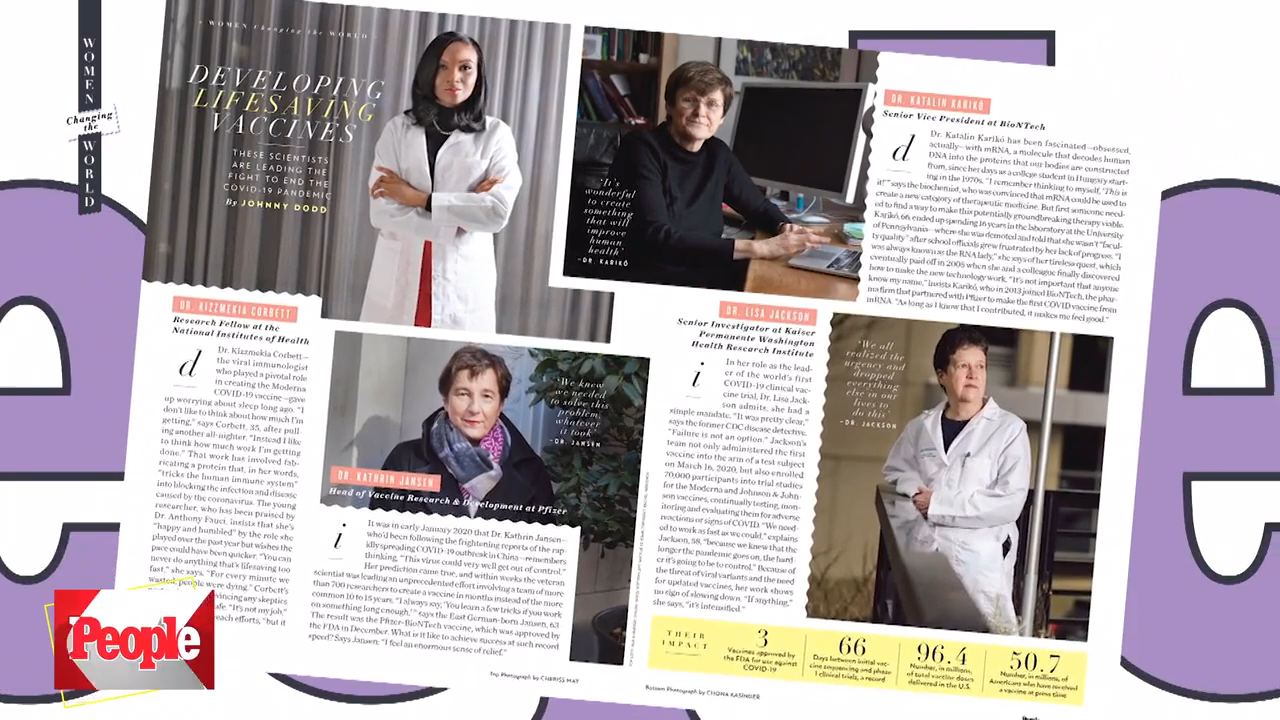 WOMEN
Changing
the
WORLD
WOMEN Changing the WORLD
DEVELOPING
LIFESAVING
VACCINES
THESE SCIENTISTS
ARE LEADING THE
FIGHT TO END THE
COVID-19 PANDEMIC
By JOHNNY DODD
"It's
wonderful
to create
something
that will
improve
human
health"
–DR. KARIKÓ
DR. KATALIN KARIKÓ
Senior Vice President at BioNTech
d
Dr. Katalin Karikó has been fascinated—obsessed,
actually—with mRNA, a molecule that decodes human
DNA into the proteins that our bodies are constructed
from, since her days as a college student in Hungary start-
ing in the 1970s. "I remember thinking to myself, 'This is
it!'" says the biochemist, who was convinced that mRNA could be used to
create a new category of therapeutic medicine. But first someone need-
ed to find a way to make this potentially groundbreaking therapy viable.
Karikó, 66, ended up spending 16 years in the laboratory at the University
of Pennsylvania—where she was demoted and told that she wasn't "facul-
ty quality" after school officials grew frustrated by her lack of progress. "I
was always known as the RNA lady," she says of her tireless quest, which
eventually paid off in 2005 when she and a colleague finally discovered
how to make the new technology work. "It's not important that anyone
know my name," insists Karikó, who in 2013 joined BioNTech, the phar-
ma firm that partnered with Pfizer to make the first COVID vaccine from
mRNA. "As long as I know that I contributed, it makes me feel good."
DR. KIZZMEKIA CORBETT
Research Fellow at the
National Institutes of Health
d
Dr. Kizzmekia Corbett—
the viral immunologist
who played a pivotal role
in creating the Moderna
COVID-19 vaccine—gave
up worrying about sleep long ago. "I
don't like to think about how much I'm
getting," says Corbett, 35, after pull-
ing another all-nighter. "Instead I like
to think how much work I'm getting
done." That work has involved fab-
ricating a protein that, in her words,
"tricks the human immune system"
into blocking the infection and disease
caused by the coronavirus. The young
researcher, who has been praised by
Dr. Anthony Fauci, insists that she's
"happy and humbled" by the role she
played over the past year but wishes the
pace could have been quicker. "You can
never do anything that's lifesaving too
fast," she says. "For every minute we
wasted, people were dying." Corbett's
vincing any skeptics
safe. "It's not my job,"
each efforts, "but it
"We knew
we needed
to solve this
problem,
whatever
it took"
–DR. JANSEN
DR. KATHRIN JANSEN
Head of Vaccine Research & Development at Pfizer
i
It was in early January 2020 that Dr. Kathrin Jansen—
who'd been following the frightening reports of the rap-
idly spreading COVID-19 outbreak in China—remembers
thinking, "This virus could very well get out of control."
Her prediction came true, and within weeks the veteran
scientist was leading an unprecedented effort involving a team of more
than 700 researchers to create a vaccine in months instead of the more
common 10 to 15 years. "I always say, 'You learn a few tricks if you work
on something long enough,'" says the East German-born Jansen, 63.
The result was the Pfizer-BioNTech vaccine, which was approved by
the FDA in December. What is it like to achieve success at such record
speed? Says Jansen: "I feel an enormous sense of relief."
DR. LISA JACKSON
Senior Investigator at Kaiser
Permanente Washington
Health Research Institute
i
In her role as the lead-
er of the world's first
COVID-19 clinical vac-
cine trial, Dr. Lisa Jack-
son admits, she had a
simple mandate. "It was pretty clear,"
says the former CDC disease detective.
"Failure is not an option." Jackson's
team not only administered the first
vaccine into the arm of a test subject
on March 16, 2020, but also enrolled
70,000 participants into trial studies
for the Moderna and Johnson & John-
son vaccines, continually testing, mon-
itoring and evaluating them for adverse
reactions or signs of COVID. "We need-
ed to work as fast as we could," explains
Jackson, 58, "because we knew that the
longer the pandemic goes on, the hard-
er it's going to be to control." Because of
the threat of viral variants and the need
for updated vaccines, her work shows
no sign of slowing down. "If anything,"
she says, "it's intensified."
"We all
realized the
urgency and
dropped
everything
else in our
lives to
do this"
–DR. JACKSON
THEIR
IMPACT
3
Vaccines approved by
the FDA for use against
COVID-19
66
Days between initial vac-
cine sequencing and phase
1 clinical trials, a record
96.4
Number, in millions,
of total vaccine doses
delivered in the U.S.
50.7
Number, in millions, of
Americans who have received
a vaccine at press time
Top Photograph by CHARISS MAY
Bottom Photograph by CHONA KASINGER
People
People